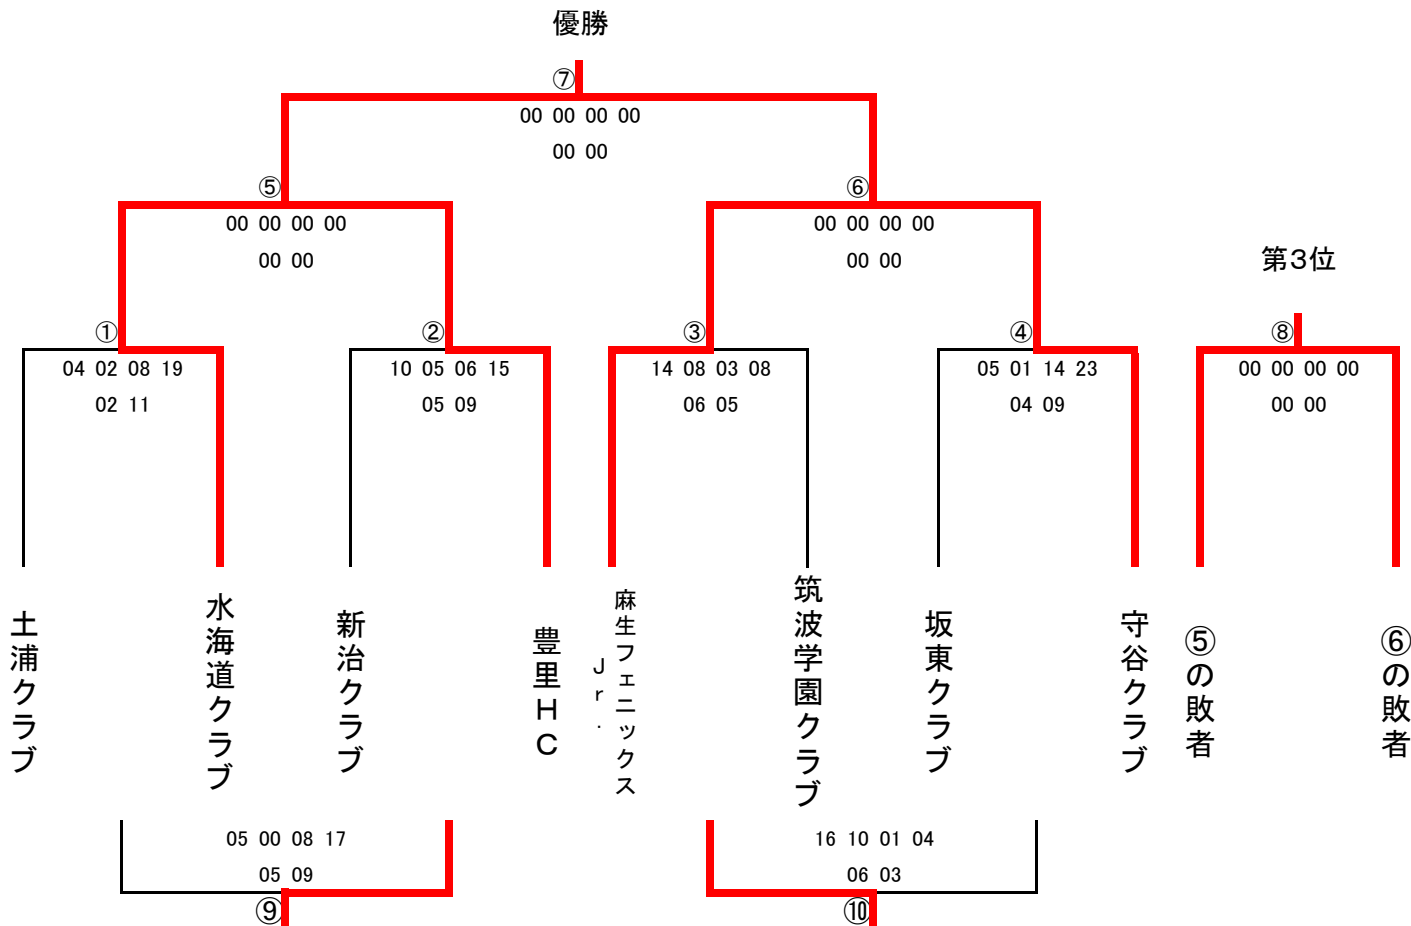 優勝
⑦
00 00 00 00
00 00
⑤
⑥
00 00 00 00
00 00 00 00
00 00
00 00
第3位
①
②
③
④
⑧
04 02 08 19
10 05 06 15
14 08 03 08
05 01 14 23
00 00 00 00
02 11
05 09
06 05
04 09
00 00
土浦クラブ
水海道クラブ
新治クラブ
豊里HC
麻生フェニックス
Jr.
筑波学園クラブ
坂東クラブ
守谷クラブ
⑤の敗者
⑥の敗者
05 00 08 17
16 10 01 04
05 09
06 03
⑨
⑩